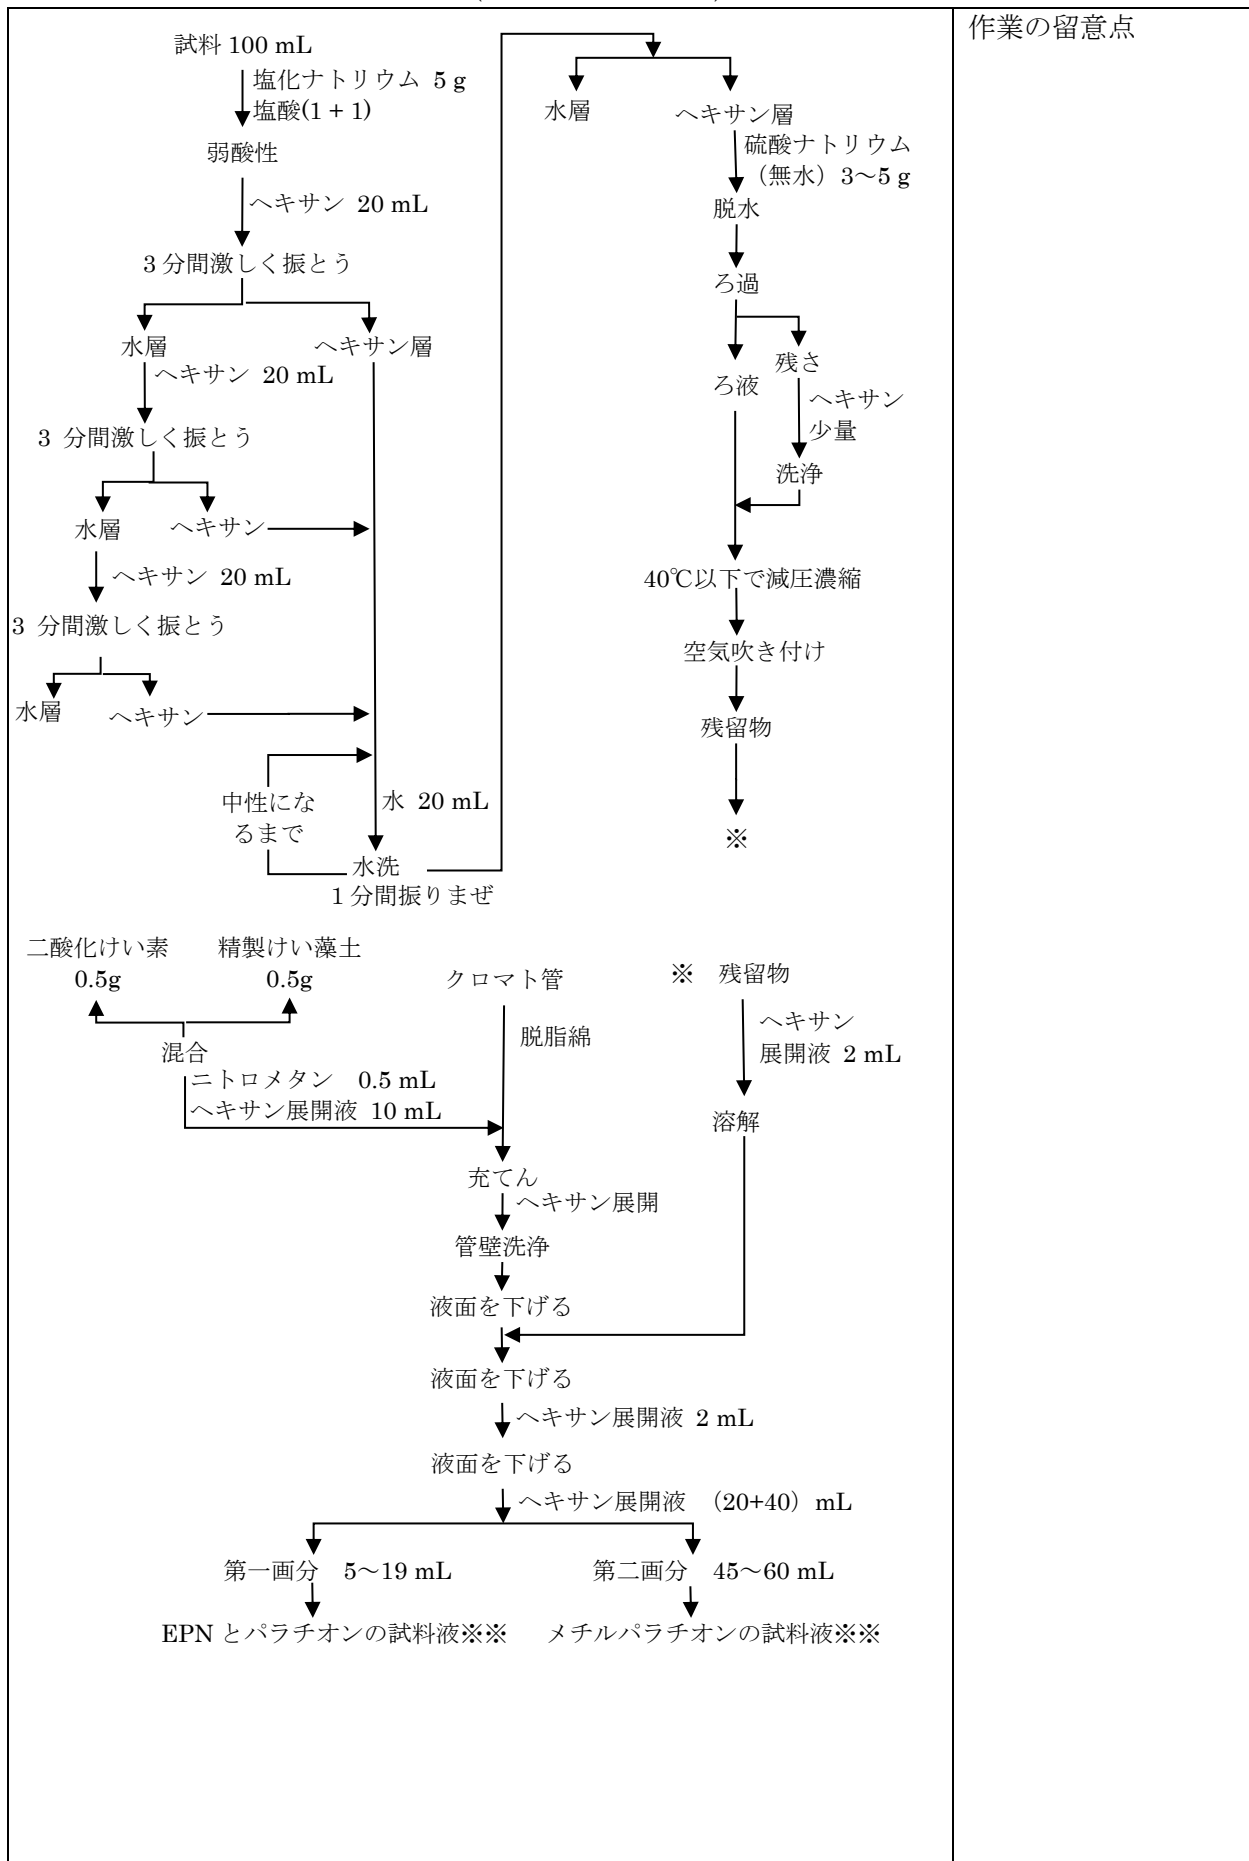 作業の留意点
試料 100 mL
塩化ナトリウム 5 g
塩酸(1 + 1)
弱酸性
ヘキサン 20 mL
3分間激しく振とう
水層
ヘキサン層
ヘキサン 20 mL
3 分間激しく振とう
水層
ヘキサン
ヘキサン 20 mL
3 分間激しく振とう
水層
ヘキサン
中性にな
るまで
水 20 mL
水洗
1分間振りまぜ
水層
ヘキサン層
硫酸ナトリウム
（無水）3～5 g
脱水
ろ過
残さ
ろ液
ヘキサン
少量
洗浄
40℃以下で減圧濃縮
空気吹き付け
残留物
※
二酸化けい素
0.5g
精製けい藻土
0.5g
混合
ニトロメタン 0.5 mL
ヘキサン展開液 10 mL
クロマト管
脱脂綿
※ 残留物
ヘキサン
展開液 2 mL
溶解
充てん
ヘキサン展開
管壁洗浄
液面を下げる
液面を下げる
ヘキサン展開液 2 mL
液面を下げる
ヘキサン展開液 （20+40）mL
第一画分 5～19 mL
第二画分 45～60 mL
EPN とパラチオンの試料液※※
メチルパラチオンの試料液※※